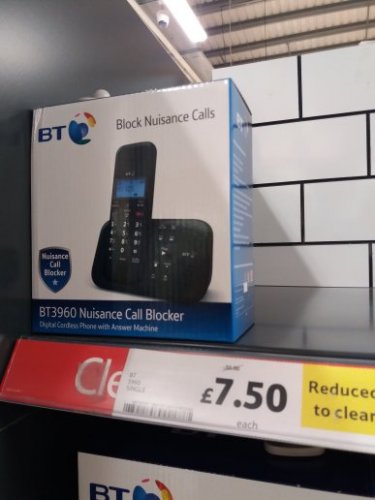 BT
Block Nuisance Calls
Nuisance
Call
Blocker
BT3960 Nuisance Call Blocker
Digital Cordless Phone with Answer Machine
Cle
BT
3960
SINGLE
£7.50
each
Reduced
to clear
BT